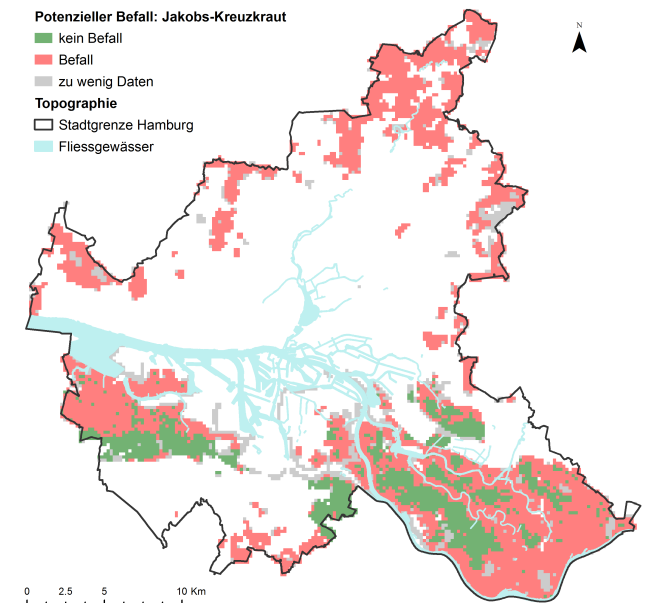 Potenzieller Befall: Jakobs-Kreuzkraut
kein Befall
Befall
zu wenig Daten
Topographie
Stadtgrenze Hamburg
Fliessgewässer
N
0 2.5 5 10 Km